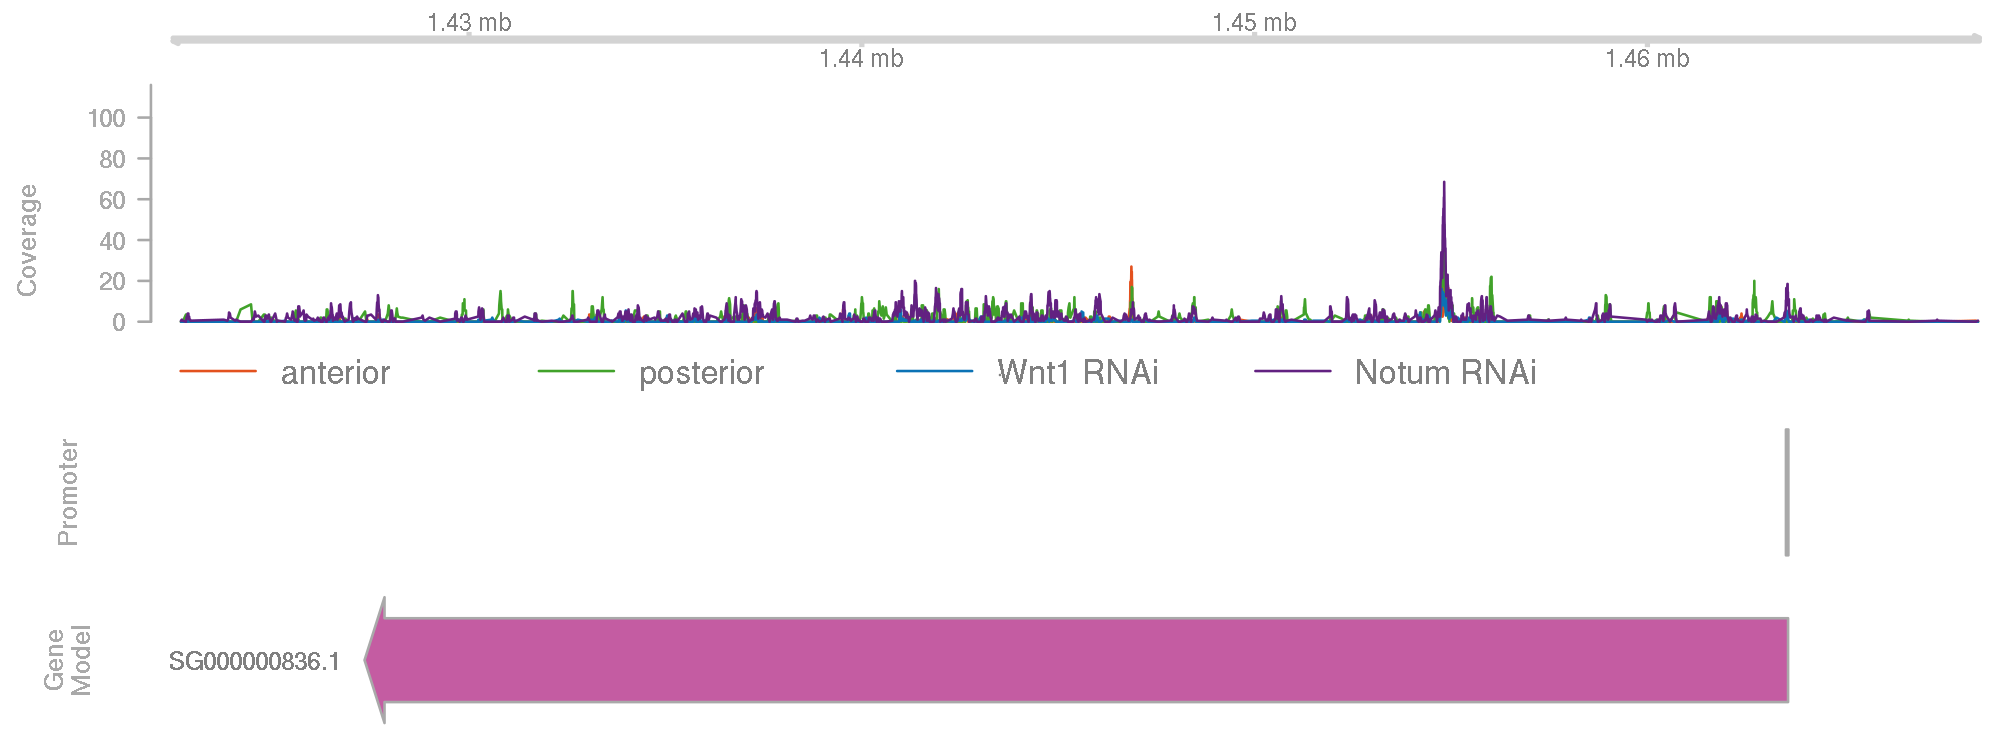 1.43 mb
1.45 mb
1.44 mb
1.46 mb
Coverage
100
80
60
40
20
0
anterior
posterior
Wnt1 RNAi
Notum RNAi
Promoter
Gene
Model
SG000000836.1